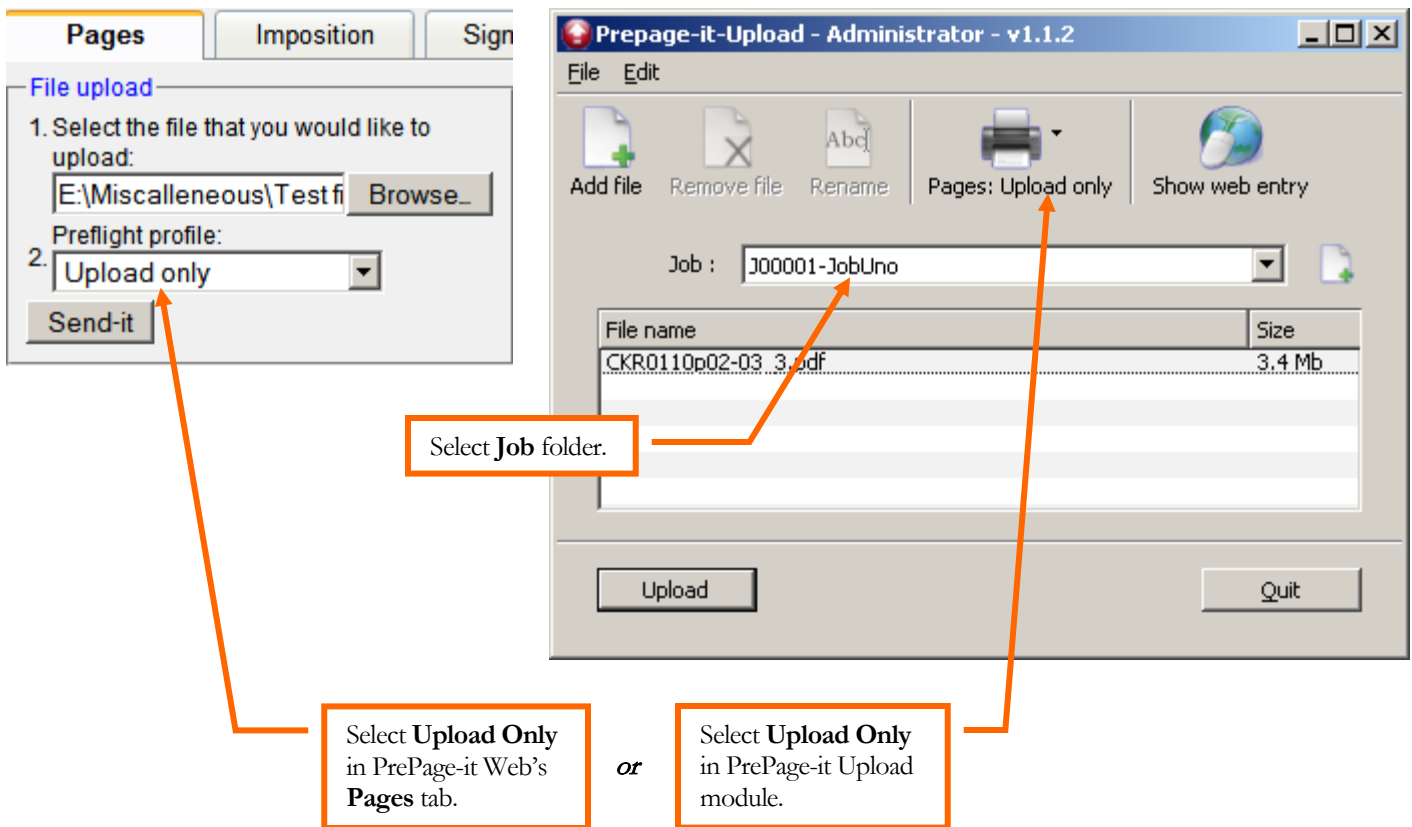 Pages Imposition Sign
File upload
1. Select the file that you would like to
upload:
E:\Miscalleneous\Test fi Browse...
Preflight profile:
2. Upload only
Send-it
Prepage-it-Upload - Administrator - v1.1.2
File Edit
Abc
Add file Remove file Rename Pages: Upload only Show web entry
Job : J00001-JobUno
File name Size
CKR0110p02-03_3.pdf 3.4 Mb
Select Job folder.
Upload Quit
Select Upload Only
in PrePage-it Web's
Pages tab.
or
Select Upload Only
in PrePage-it Upload
module.